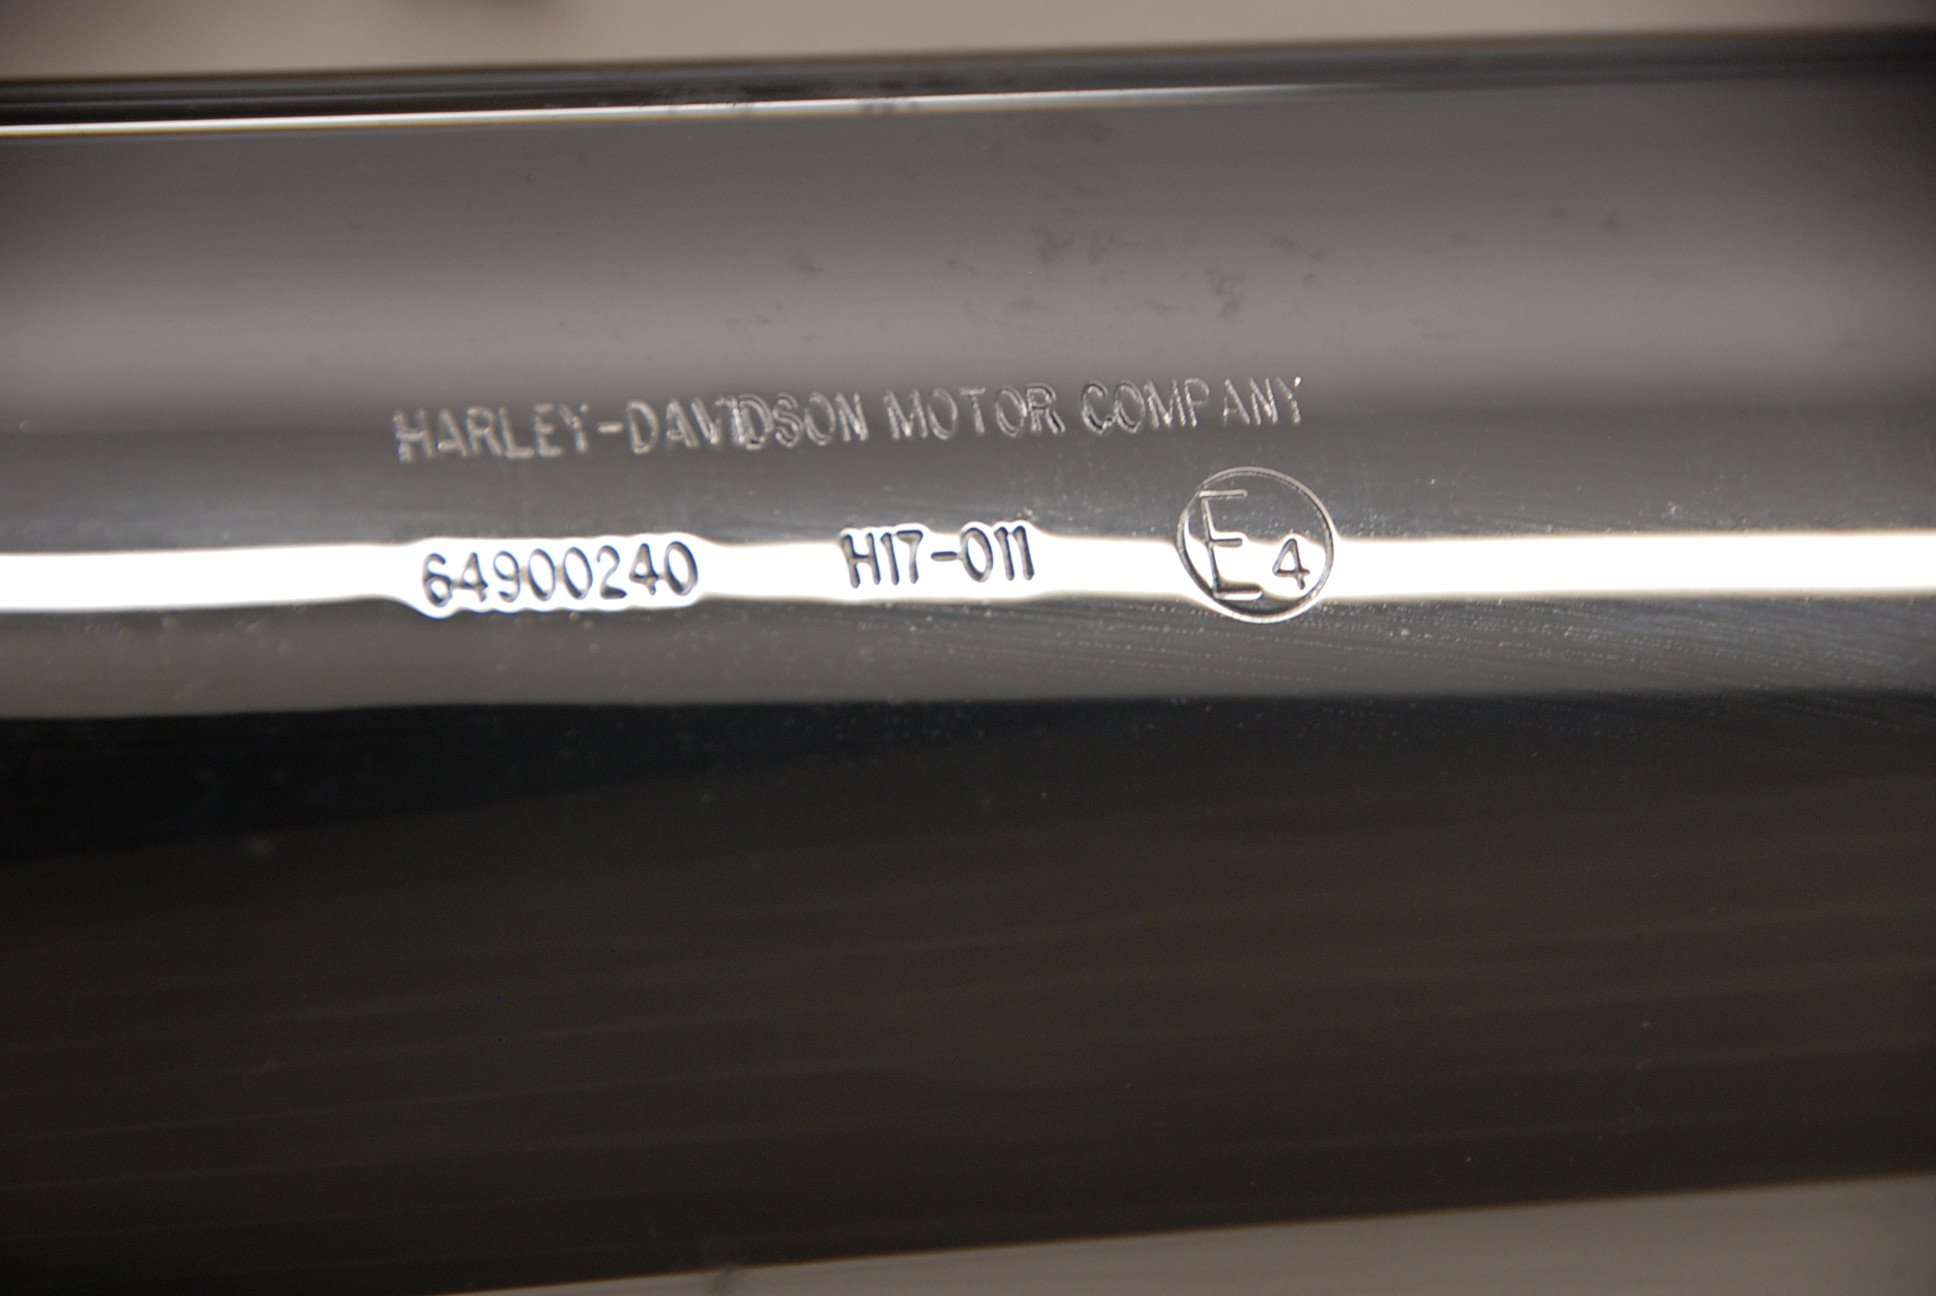 HARLEY-DAVIDSON MOTOR COMPANY
64900240 H17-011 E4